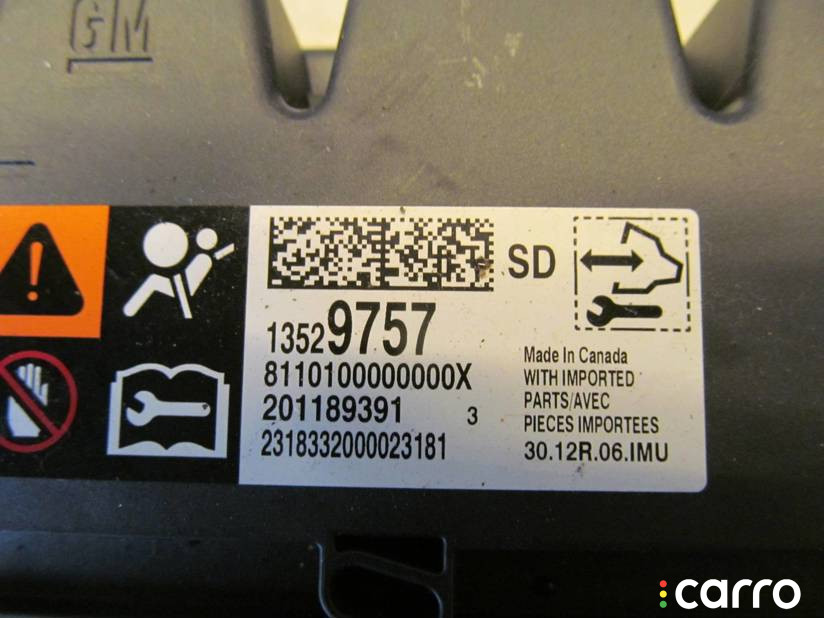 GM
SD
13529757
8110100000000X
201189391 3
2318332000023181
Made In Canada
WITH IMPORTED
PARTS/AVEC
PIECES IMPORTEES
30.12R.06.IMU
carro